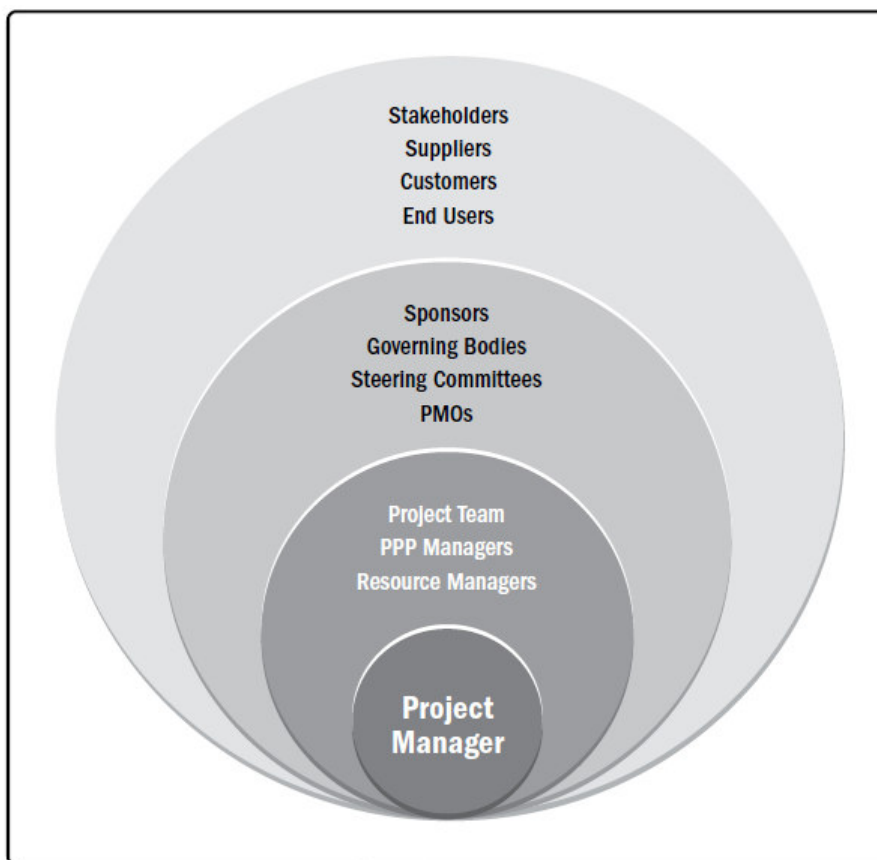 Stakeholders
Suppliers
Customers
End Users
Sponsors
Governing Bodies
Steering Committees
PMOs
Project Team
PPP Managers
Resource Managers
Project
Manager